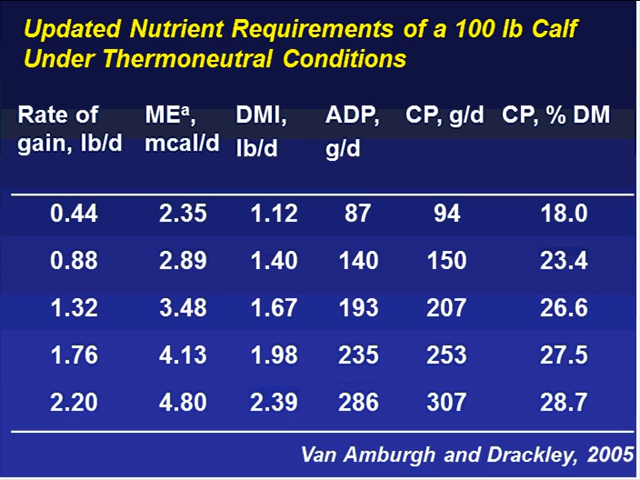 Updated Nutrient Requirements of a 100 lb Calf
Under Thermoneutral Conditions
Rate of gain, lb/d MEª, mcal/d DMI, lb/d ADP, g/d CP, g/d CP, % DM
0.44 2.35 1.12 87 94 18.0
0.88 2.89 1.40 140 150 23.4
1.32 3.48 1.67 193 207 26.6
1.76 4.13 1.98 235 253 27.5
2.20 4.80 2.39 286 307 28.7
Van Amburgh and Drackley, 2005